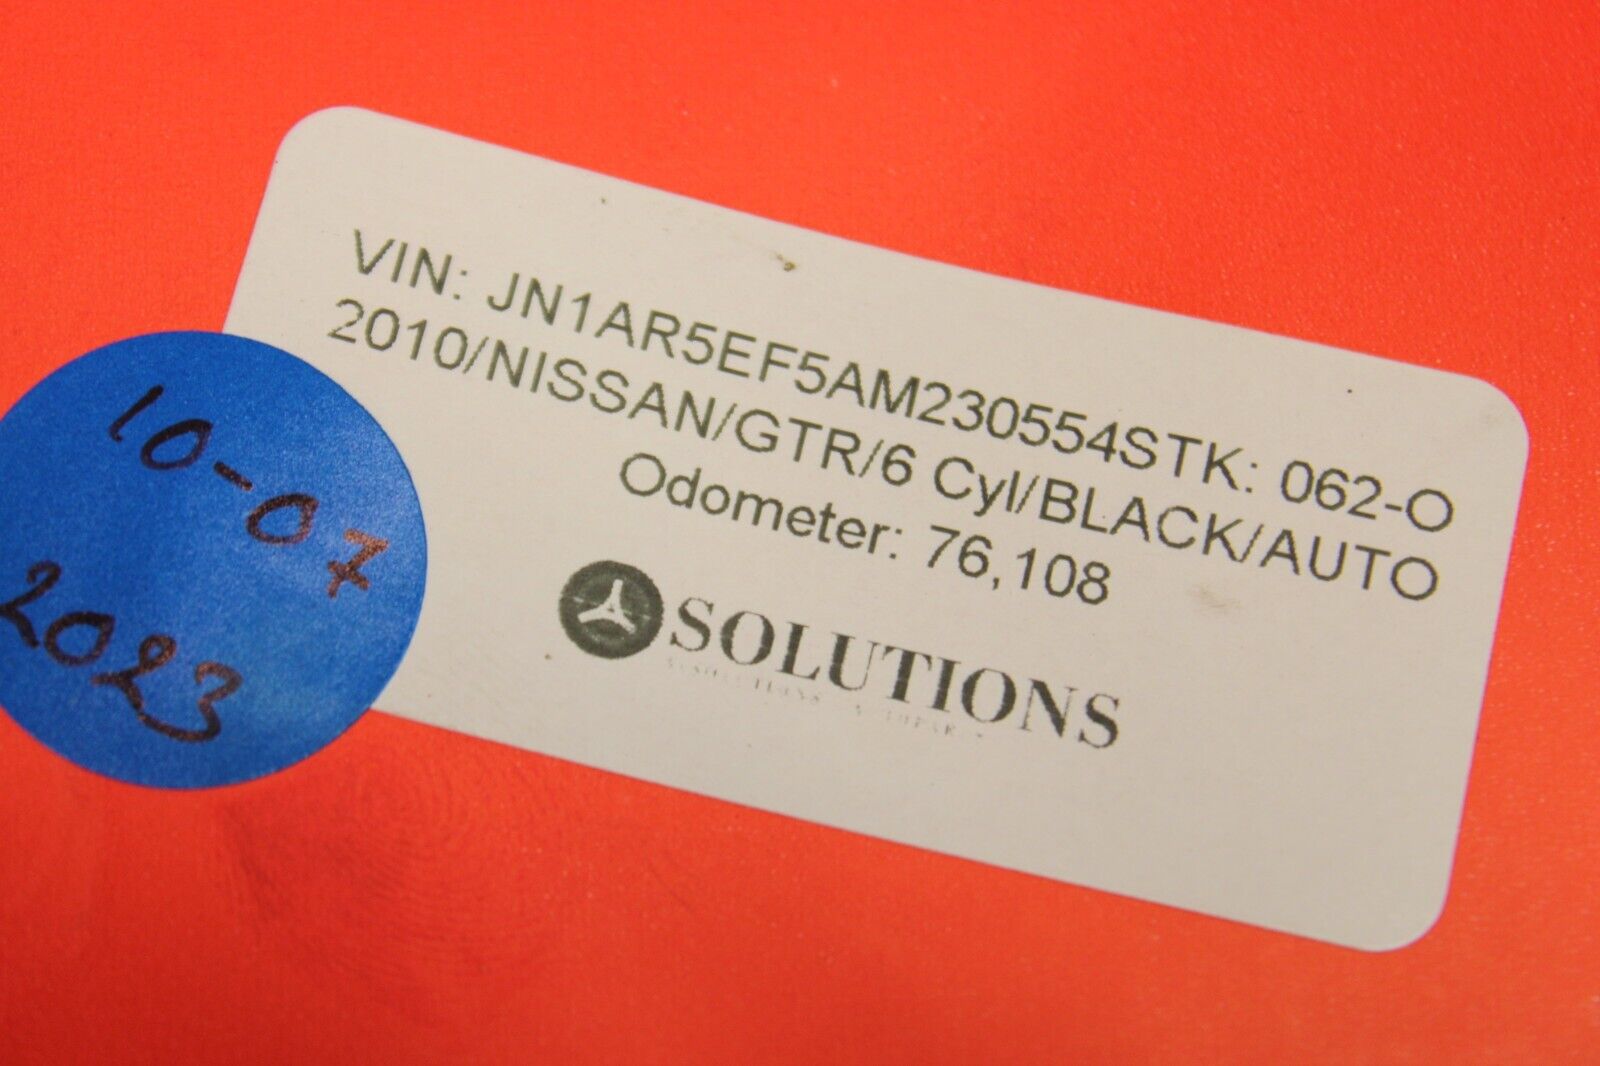 VIN: JN1AR5EF5AM230554STK: 062-O
2010/NISSAN/GTR/6 Cyl/BLACK/AUTO
Odometer: 76,108
SOLUTIONS
10-07
2023